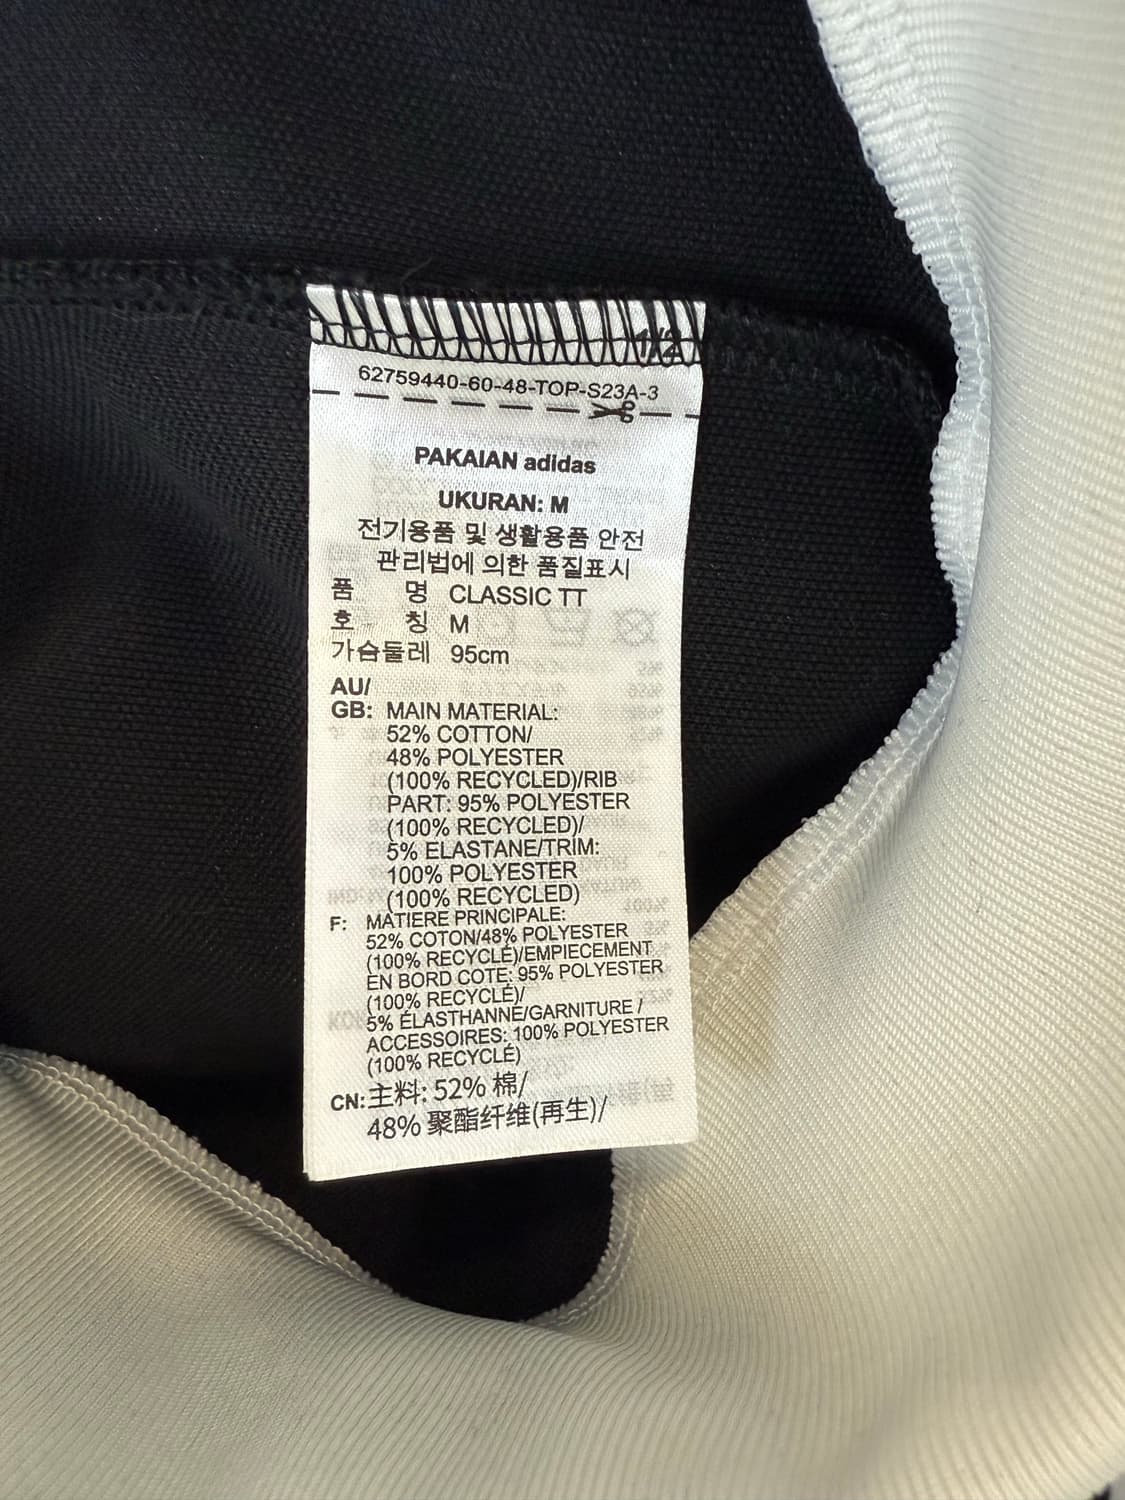 1/2
62759440-60-48-TOP-S23A-3
PAKAIAN adidas
UKURAN: M
전기용품 및 생활용품 안전
관리법에 의한 품질표시
품 명 CLASSIC TT
호 칭 M
가슴둘레 95cm
AU/
GB: MAIN MATERIAL:
52% COTTON/
48% POLYESTER
(100% RECYCLED)/RIB
PART: 95% POLYESTER
(100% RECYCLED)/
5% ELASTANE/TRIM:
100% POLYESTER
(100% RECYCLED)
F: MATIERE PRINCIPALE:
52% COTON/48% POLYESTER
(100% RECYCLÉ)/EMPIECEMENT
EN BORD COTE: 95% POLYESTER
(100% RECYCLÉ)/
5% ÉLASTHANNE/GARNITURE /
ACCESSOIRES: 100% POLYESTER
(100% RECYCLÉ)
CN: 主料: 52% 棉/
48% 聚酯纤维(再生)/